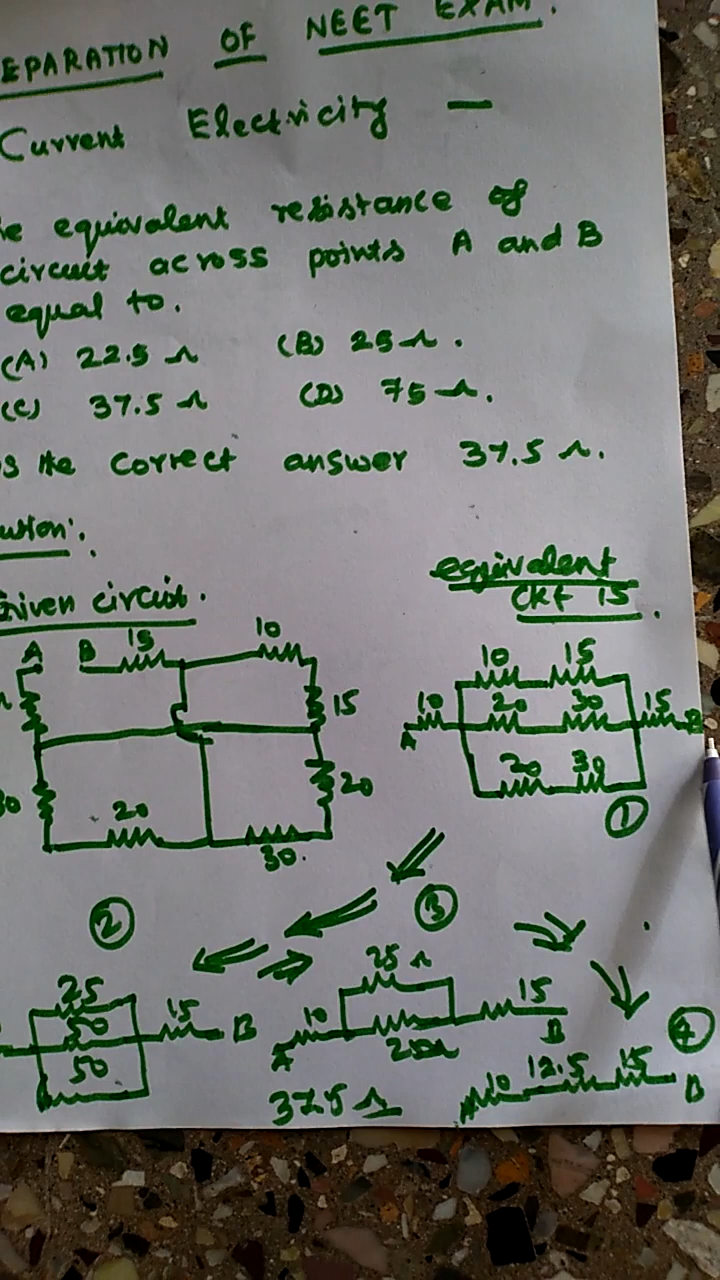 EPARATION OF NEET EXAM.
Current Electricity —
e equivalent resistance of
circuit across points A and B
equal to.
(A) 22.5 Ω (B) 25 Ω.
(C) 37.5 Ω (D) 75 Ω.
s the correct answer 37.5 Ω.
ution:.
Given circuit.
equivalent
Ckt is.
A B 15 10
15
20
20
30.
10 15
10 20 30 15
A B
20 30
1
2
3
25
50 15 B
50
25 Ω
10 15
A B
25Ω
4
10 12.5 15
A B
37.5 Ω